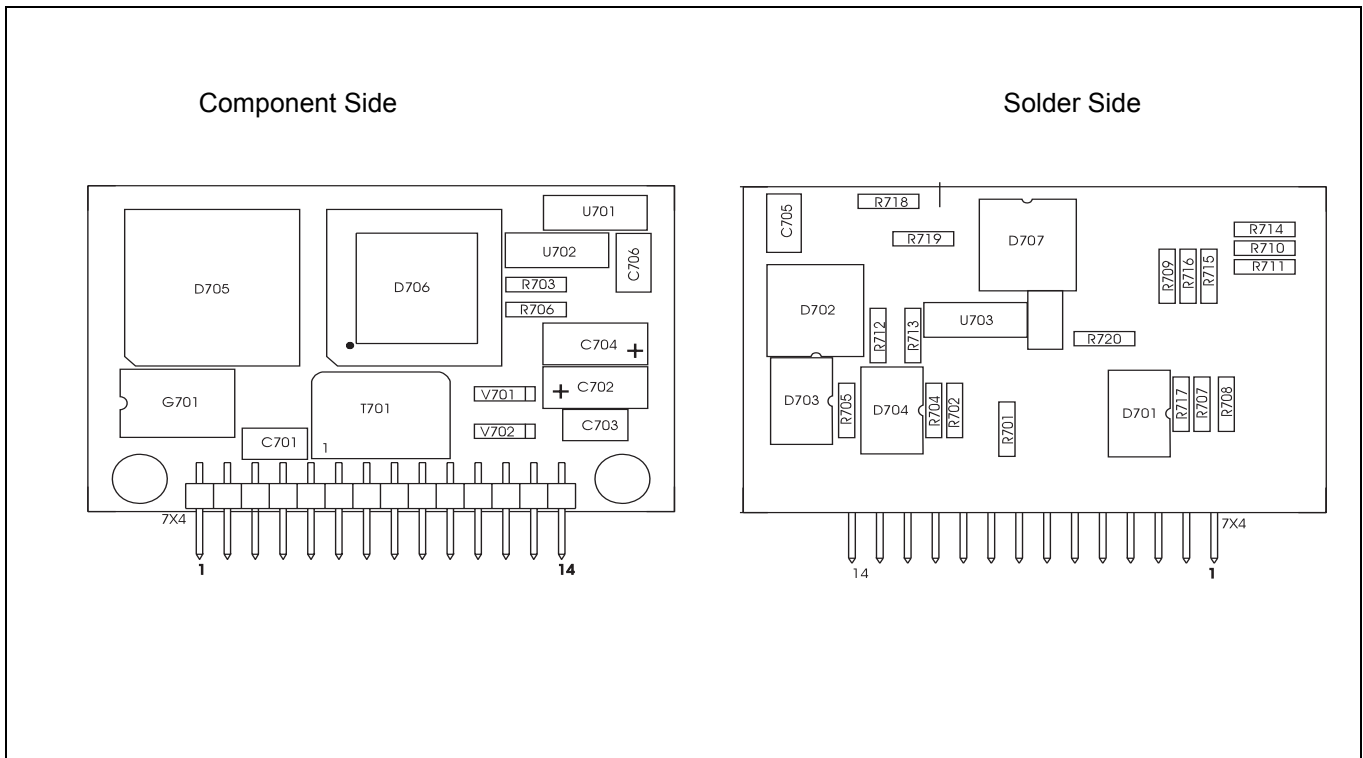 Component Side
Solder Side
U701
U702
C706
D705
D706
R703
R706
C704
+
+
C702
G701
T701
V701
V702
C703
C701
1
7X4
1
14
C705
R718
R719
D707
R714
R710
R711
R709
R716
R715
D702
R712
R713
U703
R720
D703
R705
D704
R704
R702
R701
D701
R717
R707
R708
7X4
14
1